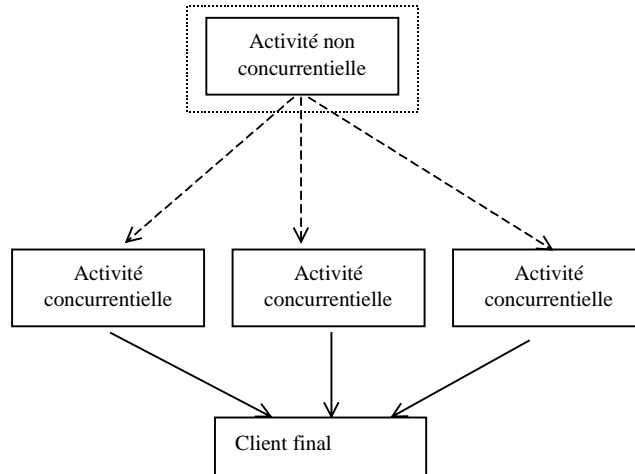 Activité non
concurrentielle
Activité
concurrentielle
Activité
concurrentielle
Activité
concurrentielle
Client final